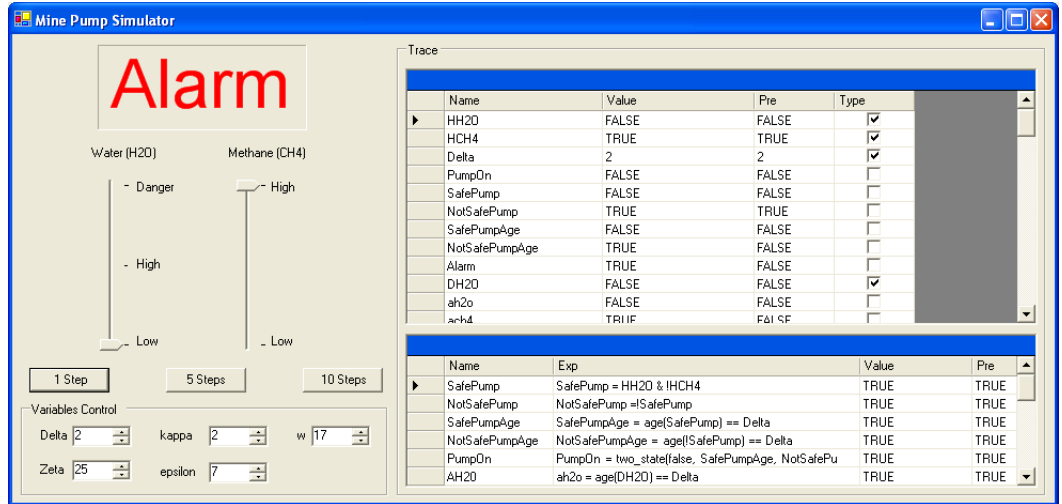 Mine Pump Simulator
Alarm
Water (H2O) Methane (CH4)
Danger High
High
Low Low
1 Step 5 Steps 10 Steps
Variables Control
Delta 2 kappa 2 w 17
Zeta 25 epsilon 7
Trace
Name Value Pre Type
HH2O FALSE FALSE
HCH4 TRUE TRUE
Delta 2 2
PumpOn FALSE FALSE
SafePump FALSE FALSE
NotSafePump TRUE TRUE
SafePumpAge FALSE FALSE
NotSafePumpAge TRUE FALSE
Alarm TRUE FALSE
DH2O FALSE FALSE
ah2o FALSE FALSE
ach4 TRUE FALSE
Name Exp Value Pre
SafePump SafePump = HH2O & !HCH4 TRUE TRUE
NotSafePump NotSafePump =!SafePump TRUE TRUE
SafePumpAge SafePumpAge = age(SafePump) == Delta TRUE TRUE
NotSafePumpAge NotSafePumpAge = age(!SafePump) == Delta TRUE TRUE
PumpOn PumpOn = two_state(false, SafePumpAge, NotSafePu TRUE TRUE
AH2O ah2o = age(DH2O) == Delta TRUE TRUE